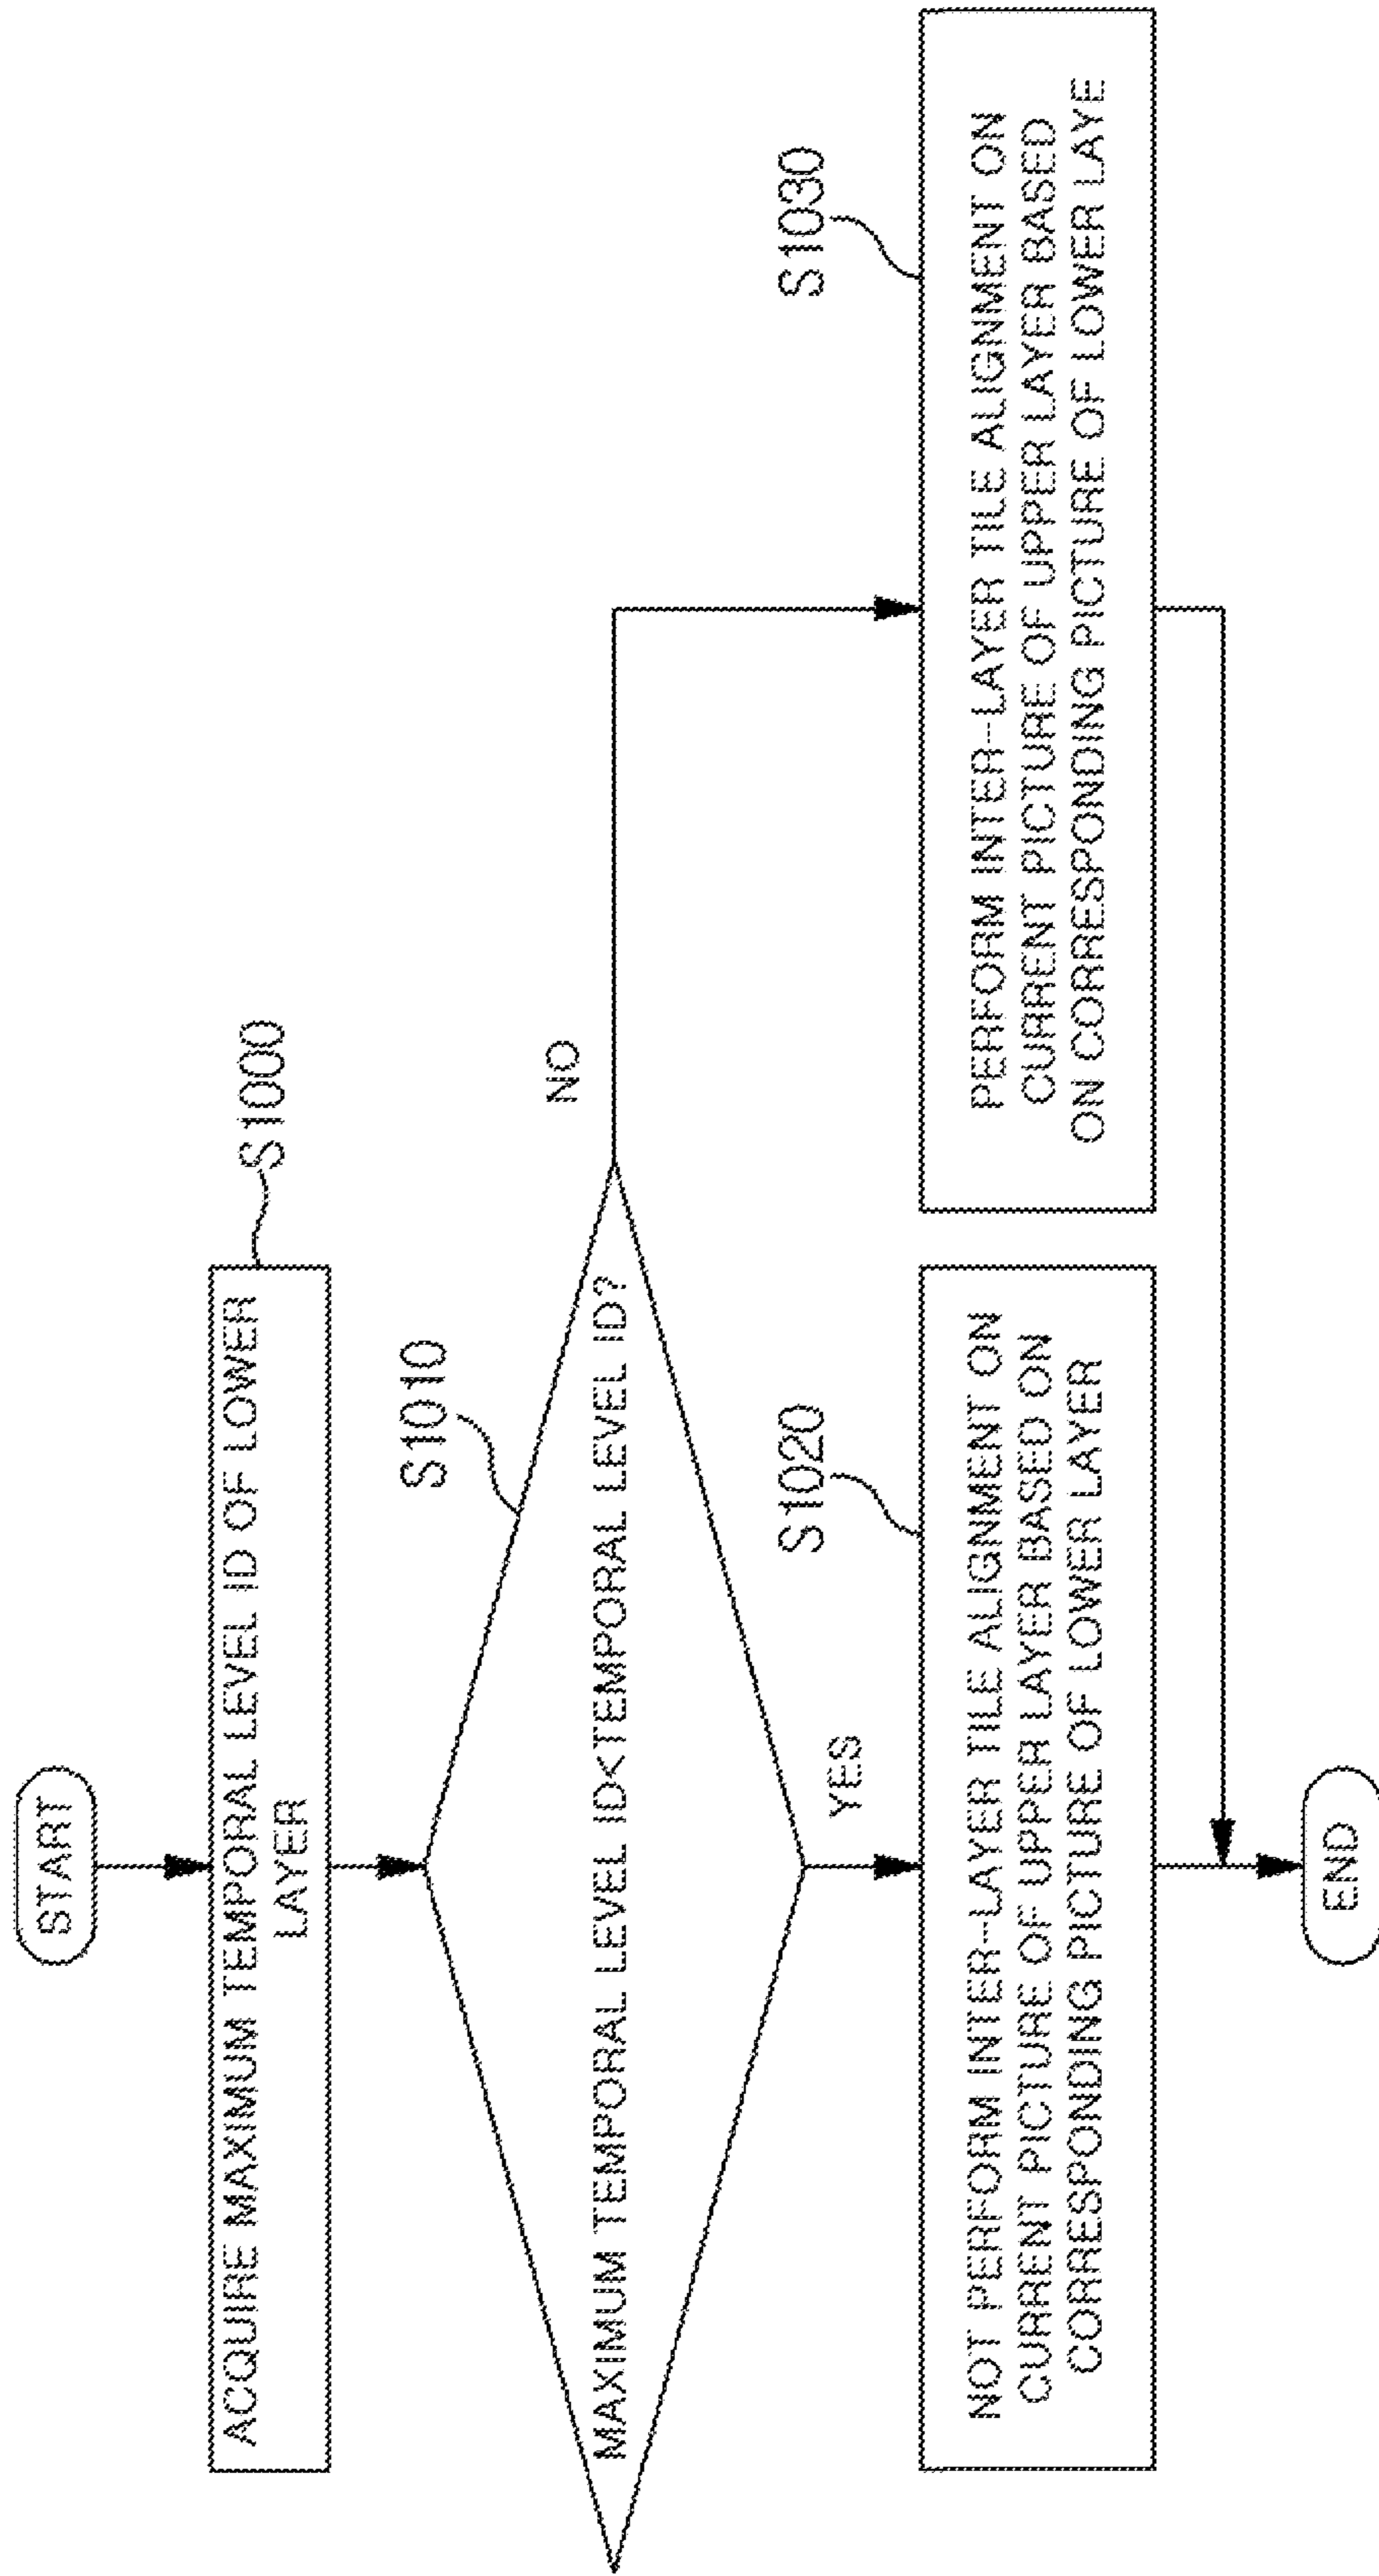 START
ACQUIRE MAXIMUM TEMPORAL LEVEL ID OF LOWER
LAYER
S1000
S1010
MAXIMUM TEMPORAL LEVEL ID<TEMPORAL LEVEL ID?
NO
YES
S1020
NOT PERFORM INTER-LAYER TILE ALIGNMENT ON
CURRENT PICTURE OF UPPER LAYER BASED ON
CORRESPONDING PICTURE OF LOWER LAYER
S1030
PERFORM INTER-LAYER TILE ALIGNMENT ON
CURRENT PICTURE OF UPPER LAYER BASED
ON CORRESPONDING PICTURE OF LOWER LAYE
END